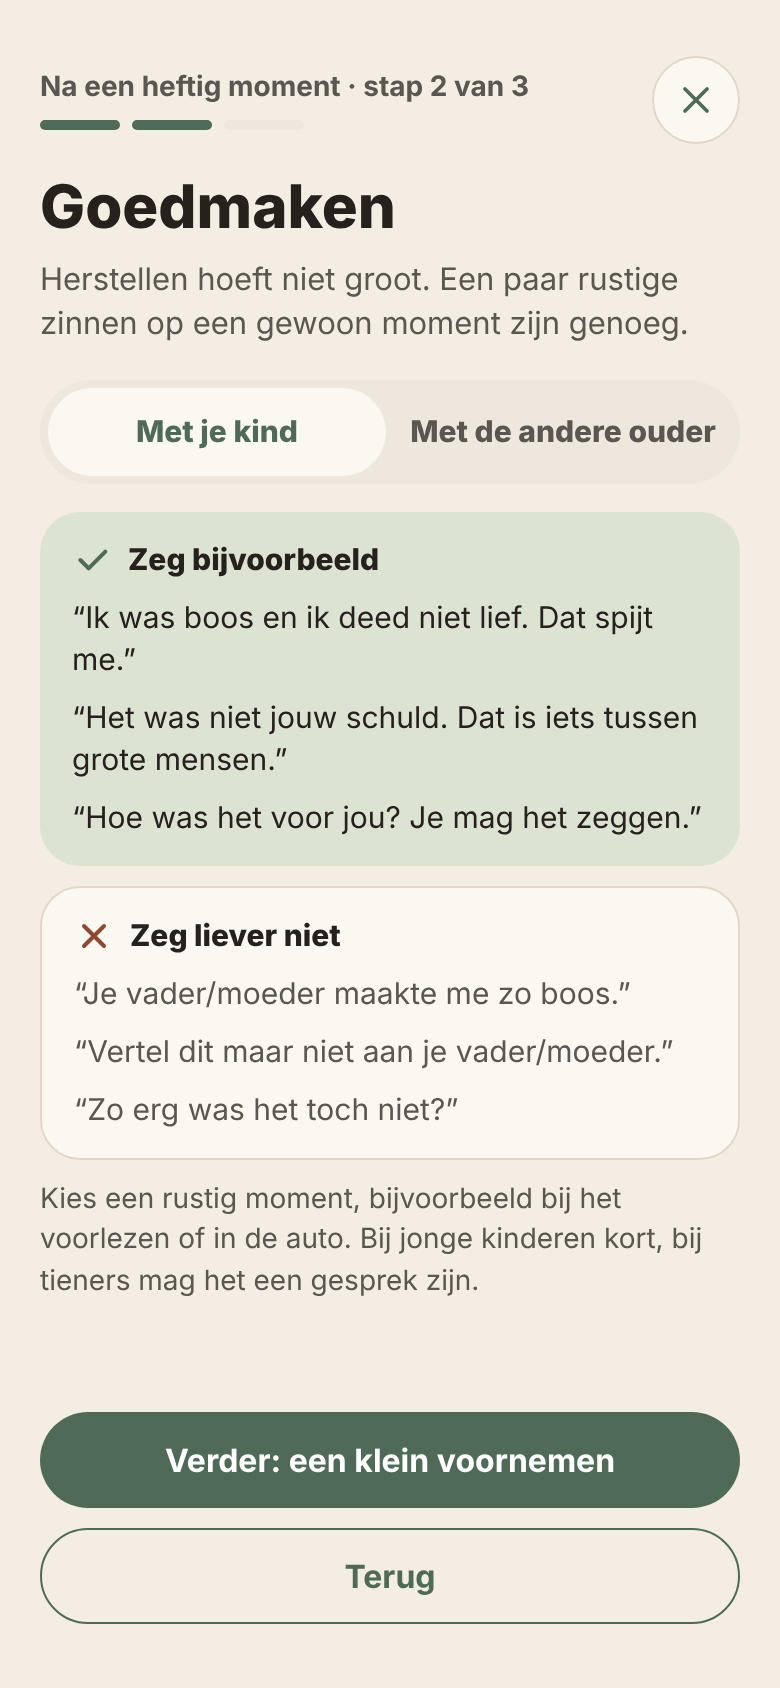 Na een heftig moment · stap 2 van 3
Goedmaken
Herstellen hoeft niet groot. Een paar rustige
zinnen op een gewoon moment zijn genoeg.
Met je kind
Met de andere ouder
Zeg bijvoorbeeld
“Ik was boos en ik deed niet lief. Dat spijt
me.”
“Het was niet jouw schuld. Dat is iets tussen
grote mensen.”
“Hoe was het voor jou? Je mag het zeggen.”
Zeg liever niet
“Je vader/moeder maakte me zo boos.”
“Vertel dit maar niet aan je vader/moeder.”
“Zo erg was het toch niet?”
Kies een rustig moment, bijvoorbeeld bij het
voorlezen of in de auto. Bij jonge kinderen kort, bij
tieners mag het een gesprek zijn.
Verder: een klein voornemen
Terug